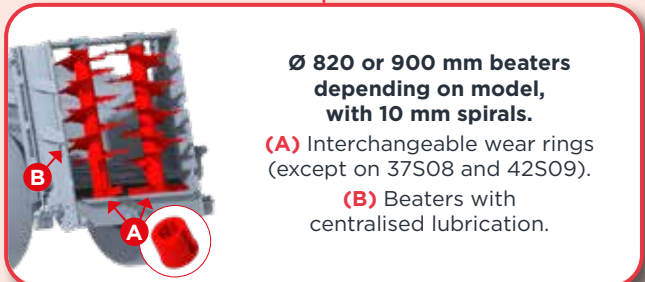 Ø 820 or 900 mm beaters
depending on model,
with 10 mm spirals.
(A) Interchangeable wear rings
(except on 37S08 and 42S09).
(B) Beaters with
centralised lubrication.
B
A